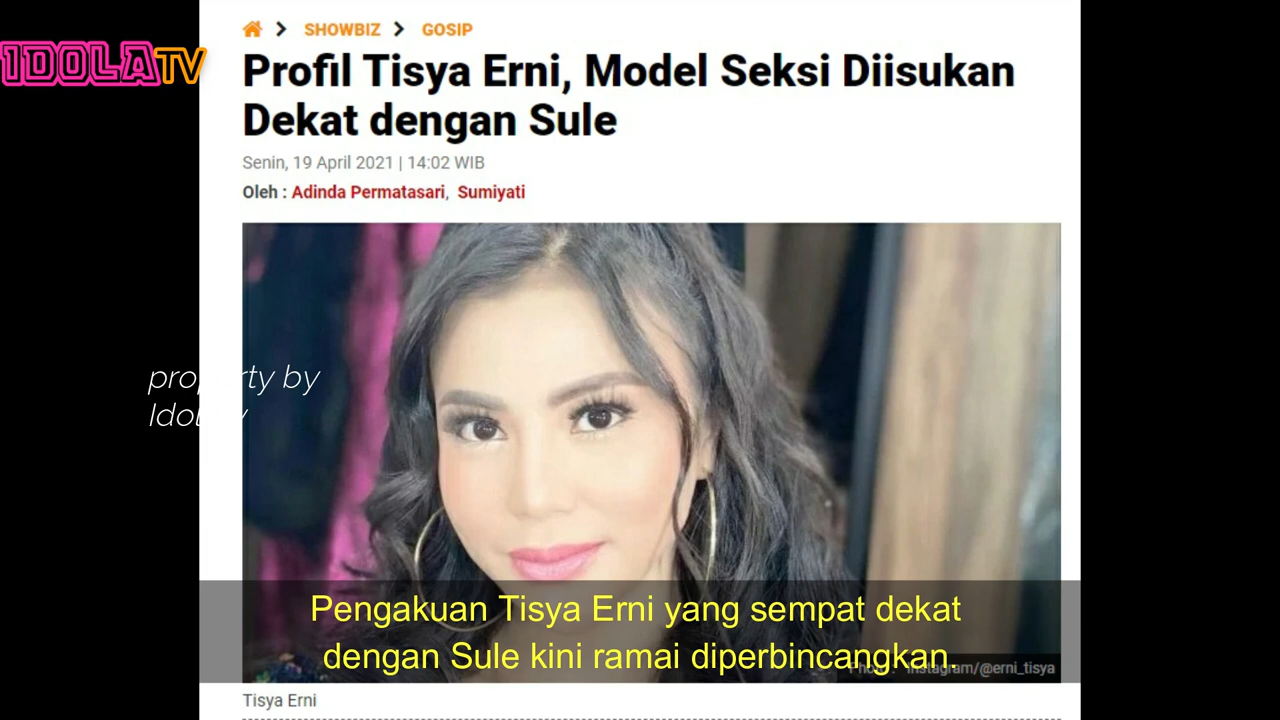 SHOWBIZ > GOSIP
IDOLATV
Profil Tisya Erni, Model Seksi Diisukan
Dekat dengan Sule
Senin, 19 April 2021 | 14:02 WIB
Oleh : Adinda Permatasari, Sumiyati
property by
Pengakuan Tisya Erni yang sempat dekat
dengan Sule kini ramai diperbincangkan.
Instagram/@erni_tisya
Tisya Erni